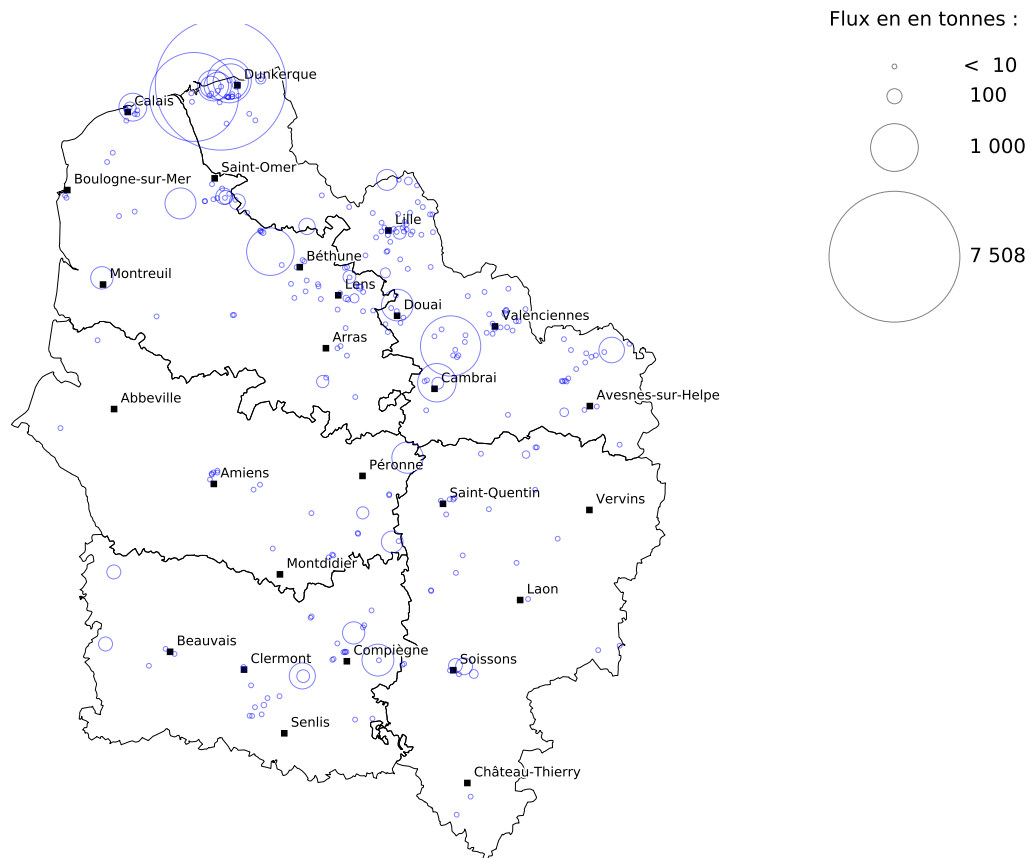 Flux en en tonnes :
< 10
100
1 000
7 508
Dunkerque
Calais
Saint-Omer
Boulogne-sur-Mer
Lille
Béthune
Montreuil
Lens
Douai
Valenciennes
Arras
Cambrai
Avesnes-sur-Helpe
Abbeville
Péronne
Amiens
Saint-Quentin
Vervins
Montdidier
Laon
Beauvais
Compiègne
Clermont
Soissons
Senlis
Château-Thierry